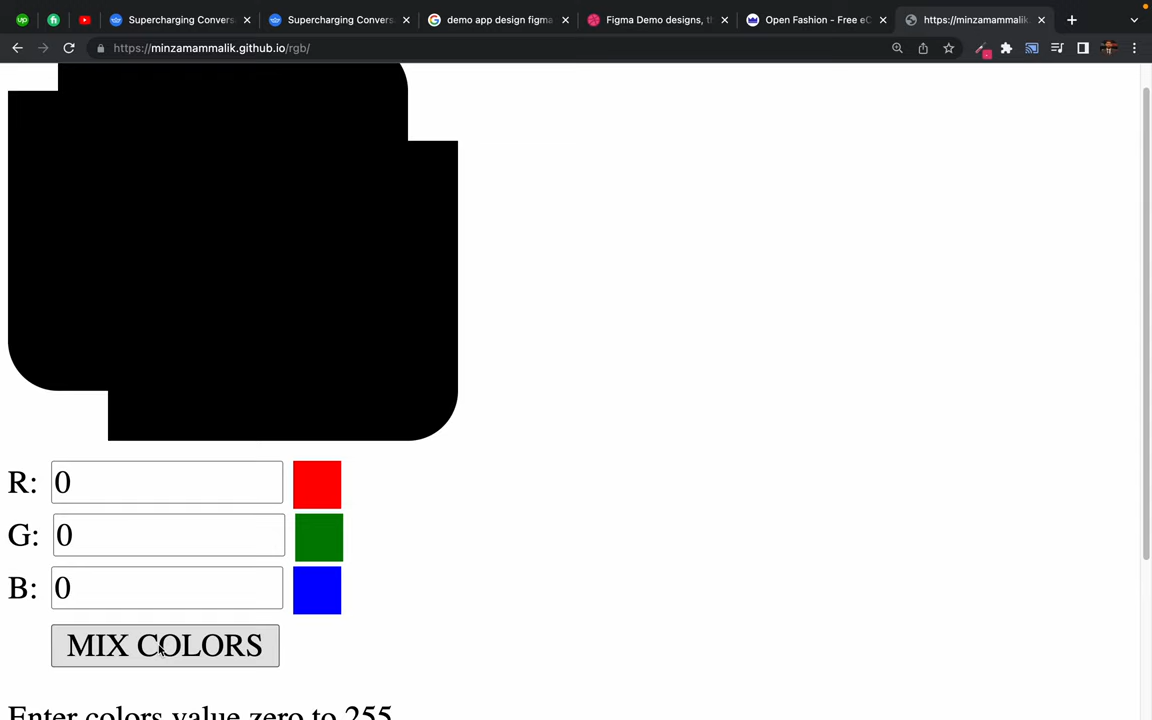 Supercharging Convers
Supercharging Convers
demo app design figma
Figma Demo designs, th
Open Fashion - Free eC
https://minzamammalik.
https://minzamammalik.github.io/rgb/
R: 0
G: 0
B: 0
MIX COLORS
Enter colors value zero to 255